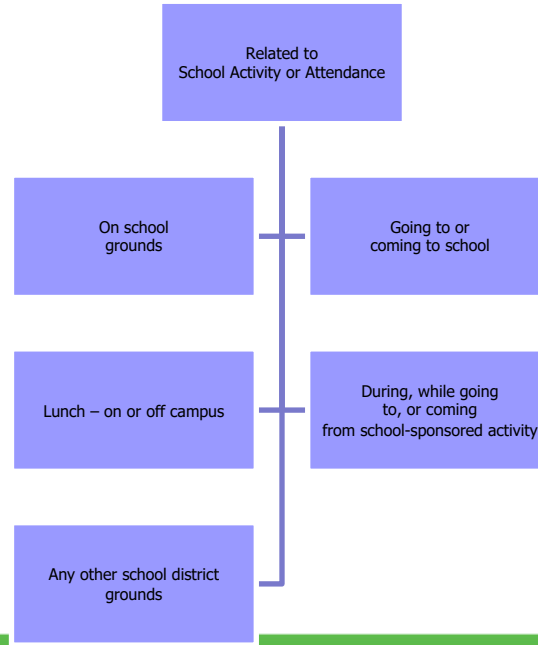 Related to
School Activity or Attendance
On school
grounds
Going to or
coming to school
Lunch – on or off campus
During, while going
to, or coming
from school-sponsored activity
Any other school district
grounds